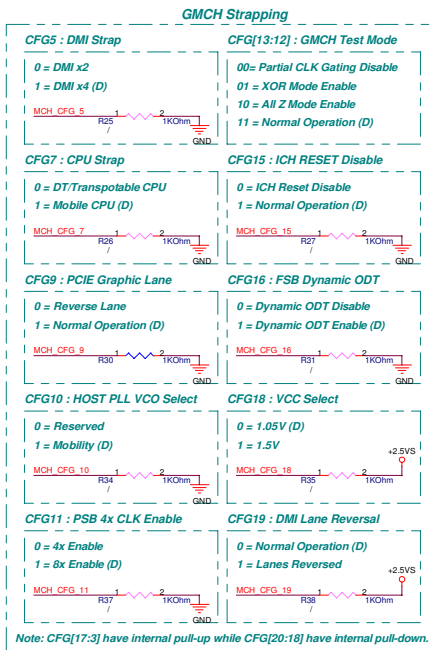 GMCH Strapping
CFG5 : DMI Strap
0 = DMI x2
1 = DMI x4 (D)
MCH_CFG_5
1
2
R25
1KOhm
/
GND
CFG[13:12] : GMCH Test Mode
00= Partial CLK Gating Disable
01 = XOR Mode Enable
10 = All Z Mode Enable
11 = Normal Operation (D)
CFG7 : CPU Strap
0 = DT/Transpotable CPU
1 = Mobile CPU (D)
MCH_CFG_7
1
2
R26
1KOhm
/
GND
CFG15 : ICH RESET Disable
0 = ICH Reset Disable
1 = Normal Operation (D)
MCH_CFG_15
1
2
R27
1KOhm
/
GND
CFG9 : PCIE Graphic Lane
0 = Reverse Lane
1 = Normal Operation (D)
MCH_CFG_9
1
2
R30
1KOhm
GND
CFG16 : FSB Dynamic ODT
0 = Dynamic ODT Disable
1 = Dynamic ODT Enable (D)
MCH_CFG_16
1
2
R31
1KOhm
/
GND
CFG10 : HOST PLL VCO Select
0 = Reserved
1 = Mobility (D)
MCH_CFG_10
1
2
R34
1KOhm
/
GND
CFG18 : VCC Select
0 = 1.05V (D)
1 = 1.5V
+2.5VS
MCH_CFG_18
1
2
R35
1KOhm
/
CFG11 : PSB 4x CLK Enable
0 = 4x Enable
1 = 8x Enable (D)
MCH_CFG_11
1
2
R37
1KOhm
/
GND
CFG19 : DMI Lane Reversal
0 = Normal Operation (D)
1 = Lanes Reversed
+2.5VS
MCH_CFG_19
1
2
R38
1KOhm
/
Note: CFG[17:3] have internal pull-up while CFG[20:18] have internal pull-down.